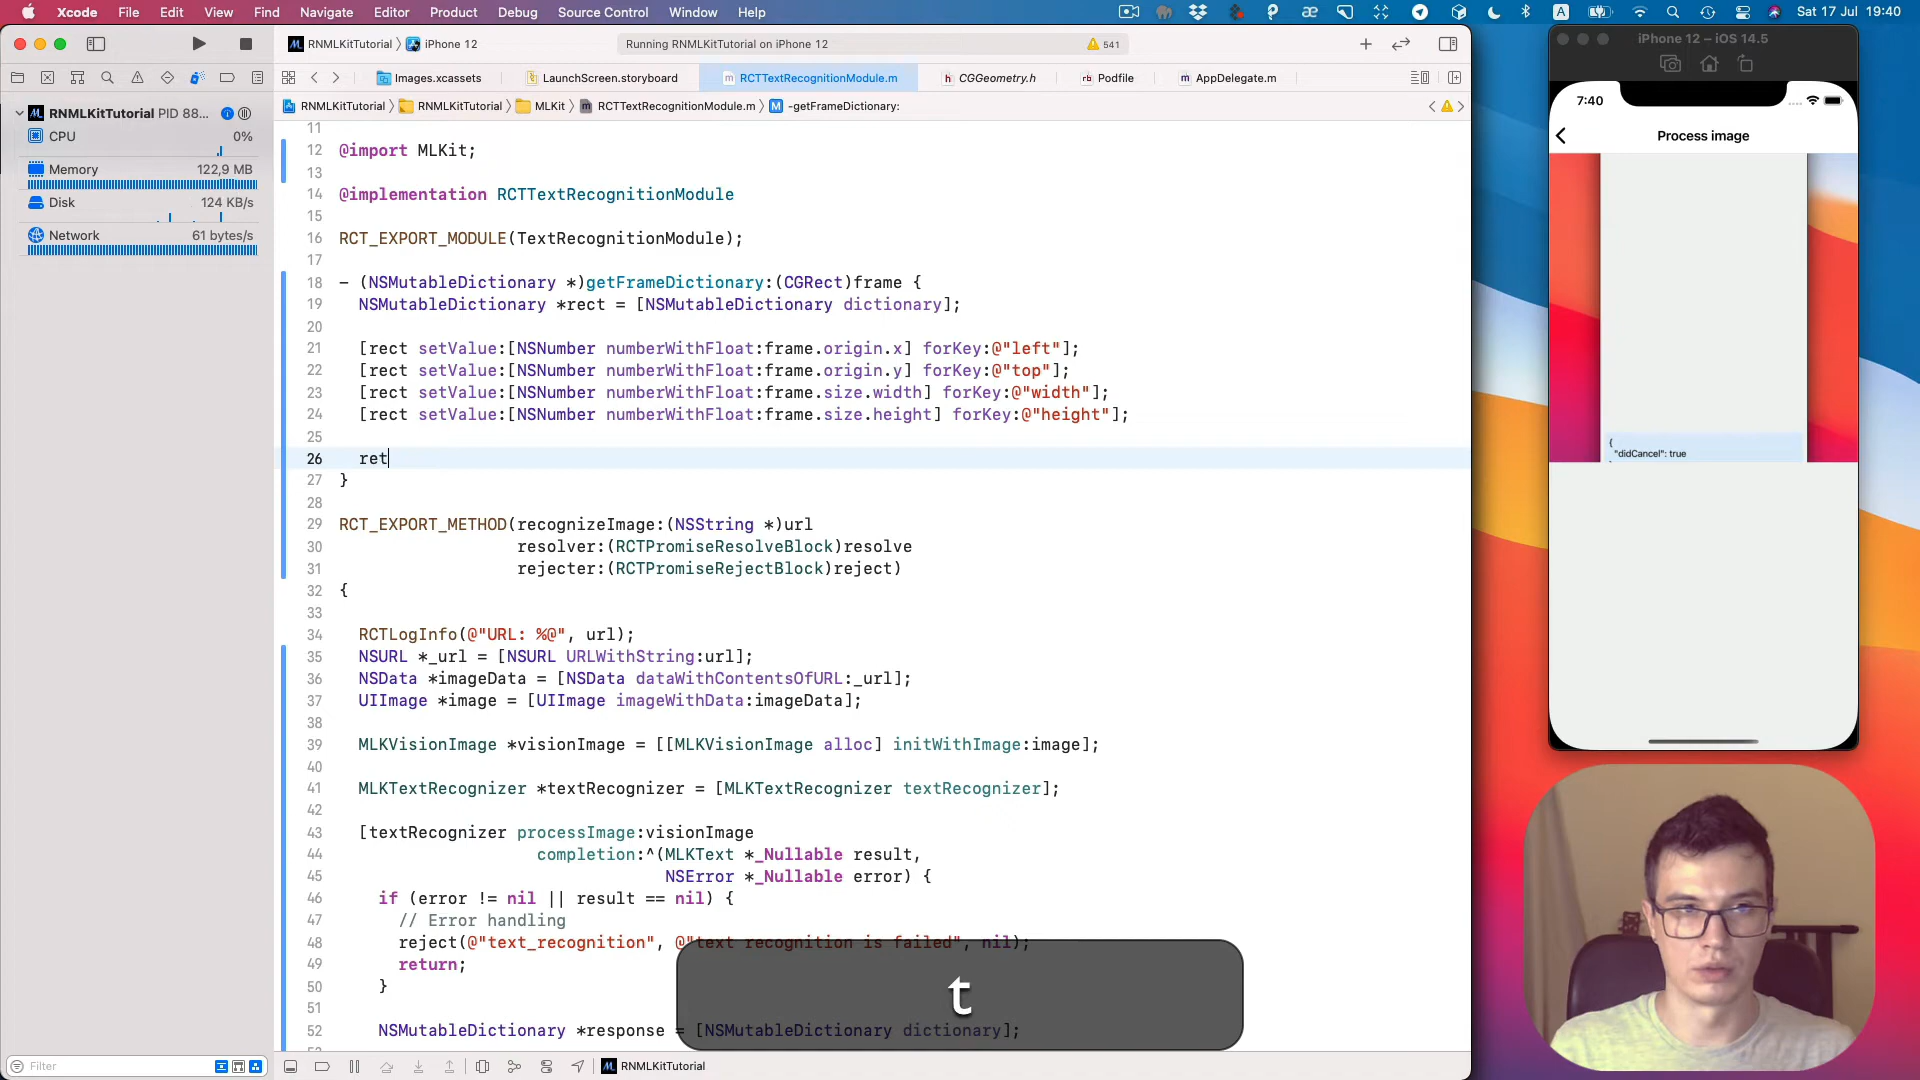 Xcode File Edit View Find Navigate Editor Product Debug Source Control Window Help
Sat 17 Jul 19:40
RNMLKitTutorial iPhone 12
Running RNMLKitTutorial on iPhone 12
541
Images.xcassets LaunchScreen.storyboard RCTTextRecognitionModule.m CGGeometry.h Podfile AppDelegate.m
RNMLKitTutorial RNMLKitTutorial MLKit RCTTextRecognitionModule.m -getFrameDictionary:
RNMLKitTutorial PID 88...
CPU 0%
Memory 122,9 MB
Disk 124 KB/s
Network 61 bytes/s
11
12 @import MLKit;
13
14 @implementation RCTTextRecognitionModule
15
16 RCT_EXPORT_MODULE(TextRecognitionModule);
17
18 - (NSMutableDictionary *)getFrameDictionary:(CGRect)frame {
19 NSMutableDictionary *rect = [NSMutableDictionary dictionary];
20
21 [rect setValue:[NSNumber numberWithFloat:frame.origin.x] forKey:@"left"];
22 [rect setValue:[NSNumber numberWithFloat:frame.origin.y] forKey:@"top"];
23 [rect setValue:[NSNumber numberWithFloat:frame.size.width] forKey:@"width"];
24 [rect setValue:[NSNumber numberWithFloat:frame.size.height] forKey:@"height"];
25
26 ret
27 }
28
29 RCT_EXPORT_METHOD(recognizeImage:(NSString *)url
30 resolver:(RCTPromiseResolveBlock)resolve
31 rejecter:(RCTPromiseRejectBlock)reject)
32 {
33
34 RCTLogInfo(@"URL: %@", url);
35 NSURL *_url = [NSURL URLWithString:url];
36 NSData *imageData = [NSData dataWithContentsOfURL:_url];
37 UIImage *image = [UIImage imageWithData:imageData];
38
39 MLKVisionImage *visionImage = [[MLKVisionImage alloc] initWithImage:image];
40
41 MLKTextRecognizer *textRecognizer = [MLKTextRecognizer textRecognizer];
42
43 [textRecognizer processImage:visionImage
44 completion:^(MLKText *_Nullable result,
45 NSError *_Nullable error) {
46 if (error != nil || result == nil) {
47 // Error handling
48 reject(@"text_recognition", @"text recognition is failed", nil);
49 return;
50 }
51
52 NSMutableDictionary *response = [NSMutableDictionary dictionary];
t
Filter
RNMLKitTutorial
iPhone 12 – iOS 14.5
7:40
Process image
{
"didCancel": true